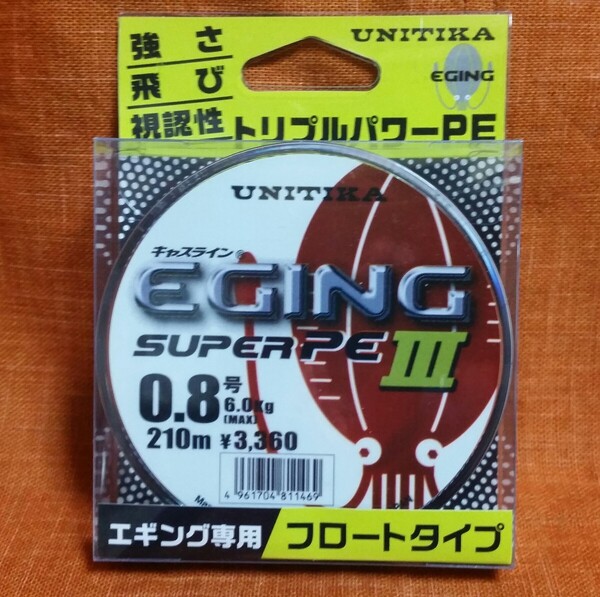 強さ
飛び
視認性
UNITIKA
EGING
トリプルパワーPE
UNITIKA
キャスライン®
EGING
SUPER PE III
0.8号
6.0Kg
(MAX)
210m ¥3,360
4 961704 811469
エギング専用
フロートタイプ